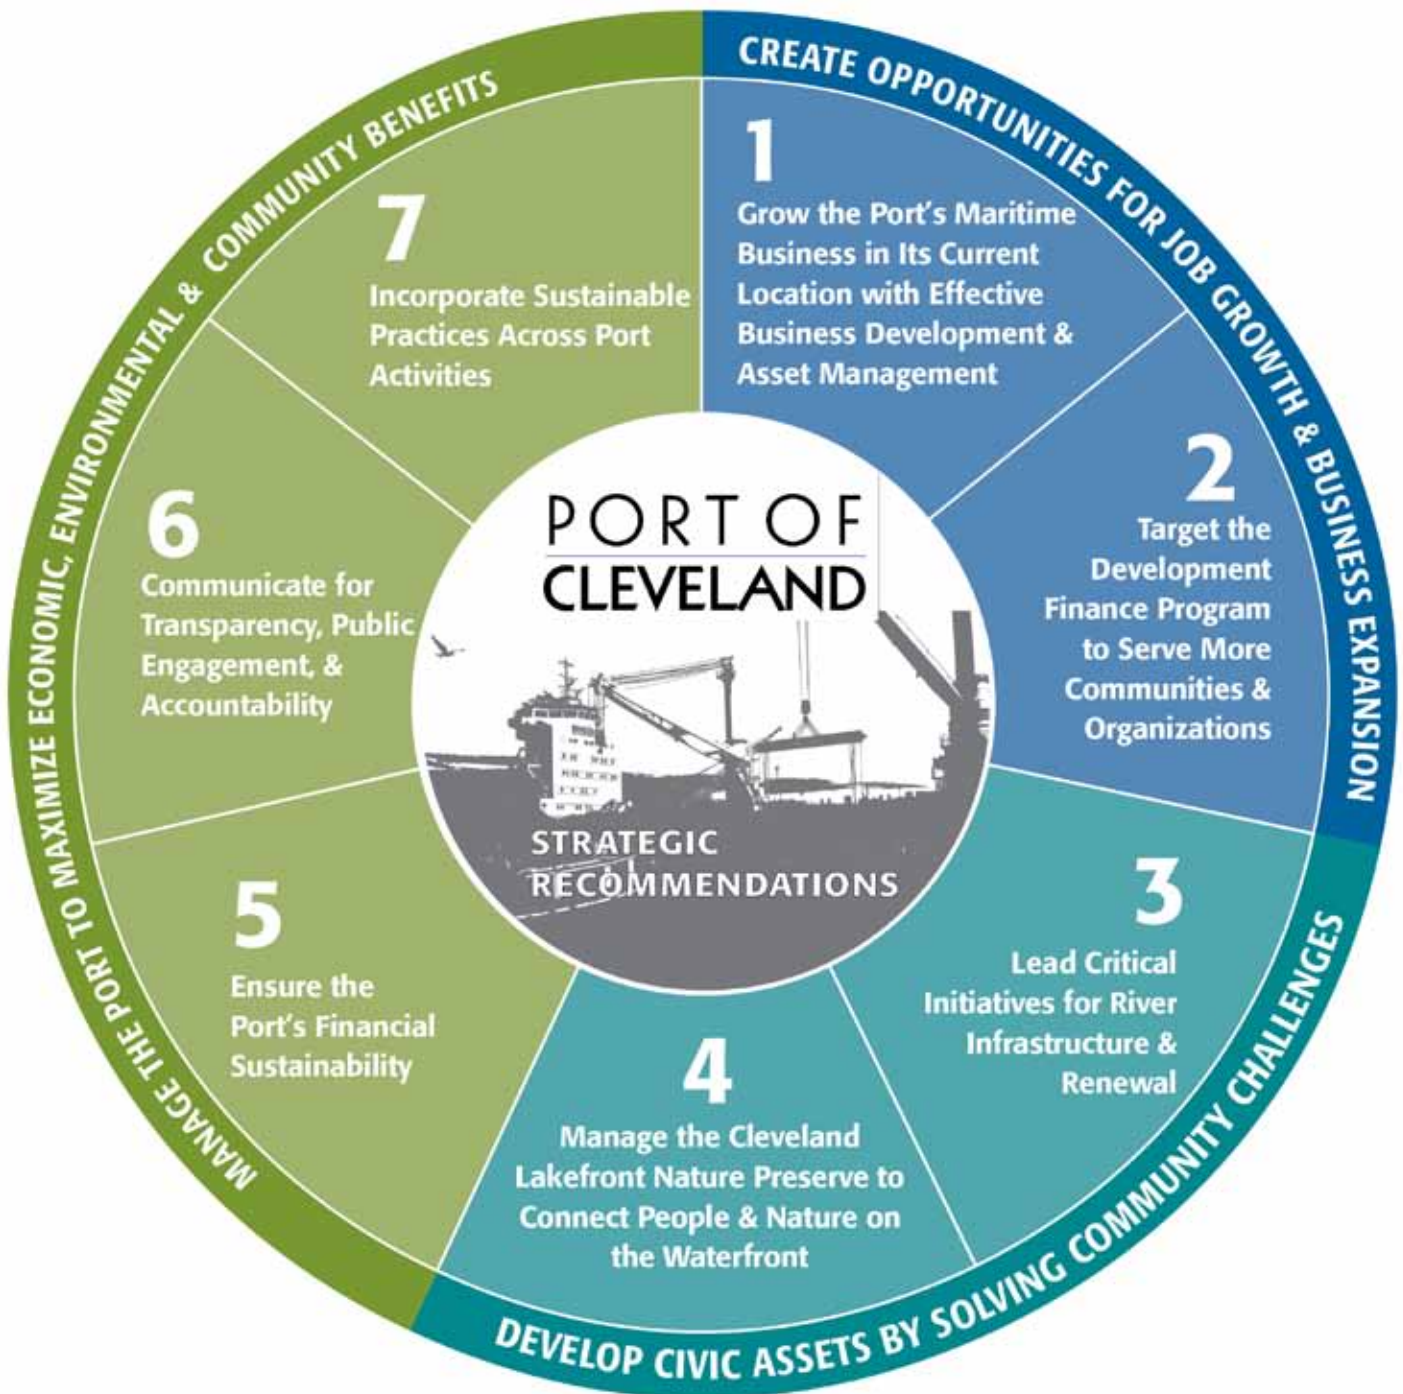 CREATE OPPORTUNITIES FOR JOB GROWTH & BUSINESS EXPANSION
1
Grow the Port's Maritime
Business in Its Current
Location with Effective
Business Development &
Asset Management
2
Target the
Development
Finance Program
to Serve More
Communities &
Organizations
DEVELOP CIVIC ASSETS BY SOLVING COMMUNITY CHALLENGES
3
Lead Critical
Initiatives for River
Infrastructure &
Renewal
4
Manage the Cleveland
Lakefront Nature Preserve to
Connect People & Nature on
the Waterfront
MANAGE THE PORT TO MAXIMIZE ECONOMIC, ENVIRONMENTAL & COMMUNITY BENEFITS
5
Ensure the
Port's Financial
Sustainability
6
Communicate for
Transparency, Public
Engagement, &
Accountability
7
Incorporate Sustainable
Practices Across Port
Activities
PORT OF
CLEVELAND
STRATEGIC
RECOMMENDATIONS